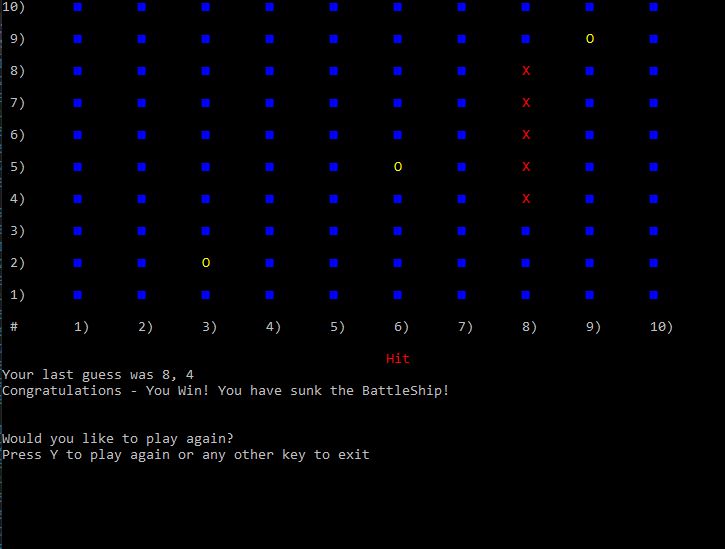 10)
9) O
8) X
7) X
6) X
5) O X
4) X
3)
2) O
1)
# 1) 2) 3) 4) 5) 6) 7) 8) 9) 10)
Hit
Your last guess was 8, 4
Congratulations - You Win! You have sunk the BattleShip!
Would you like to play again?
Press Y to play again or any other key to exit